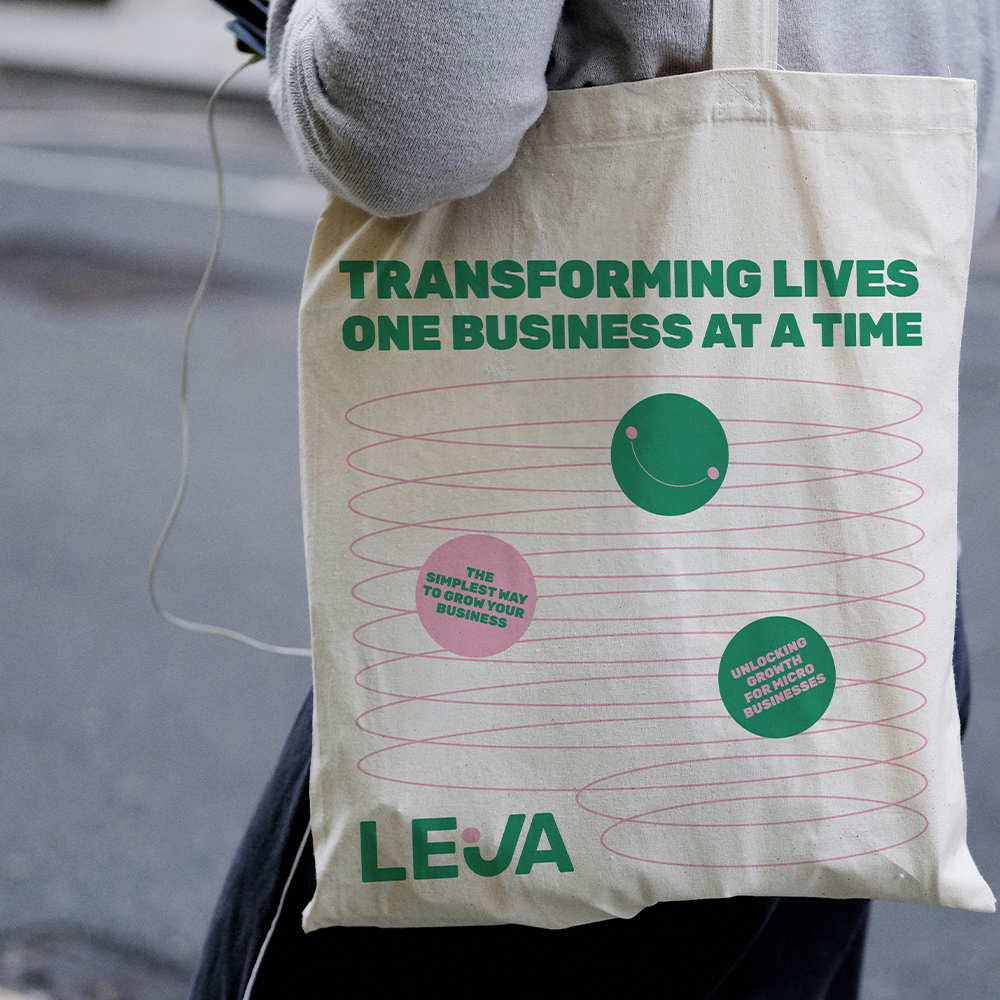 TRANSFORMING LIVES
ONE BUSINESS AT A TIME
THE
SIMPLEST WAY
TO GROW YOUR
BUSINESS
UNLOCKING
GROWTH
FOR MICRO
BUSINESSES
LEJA